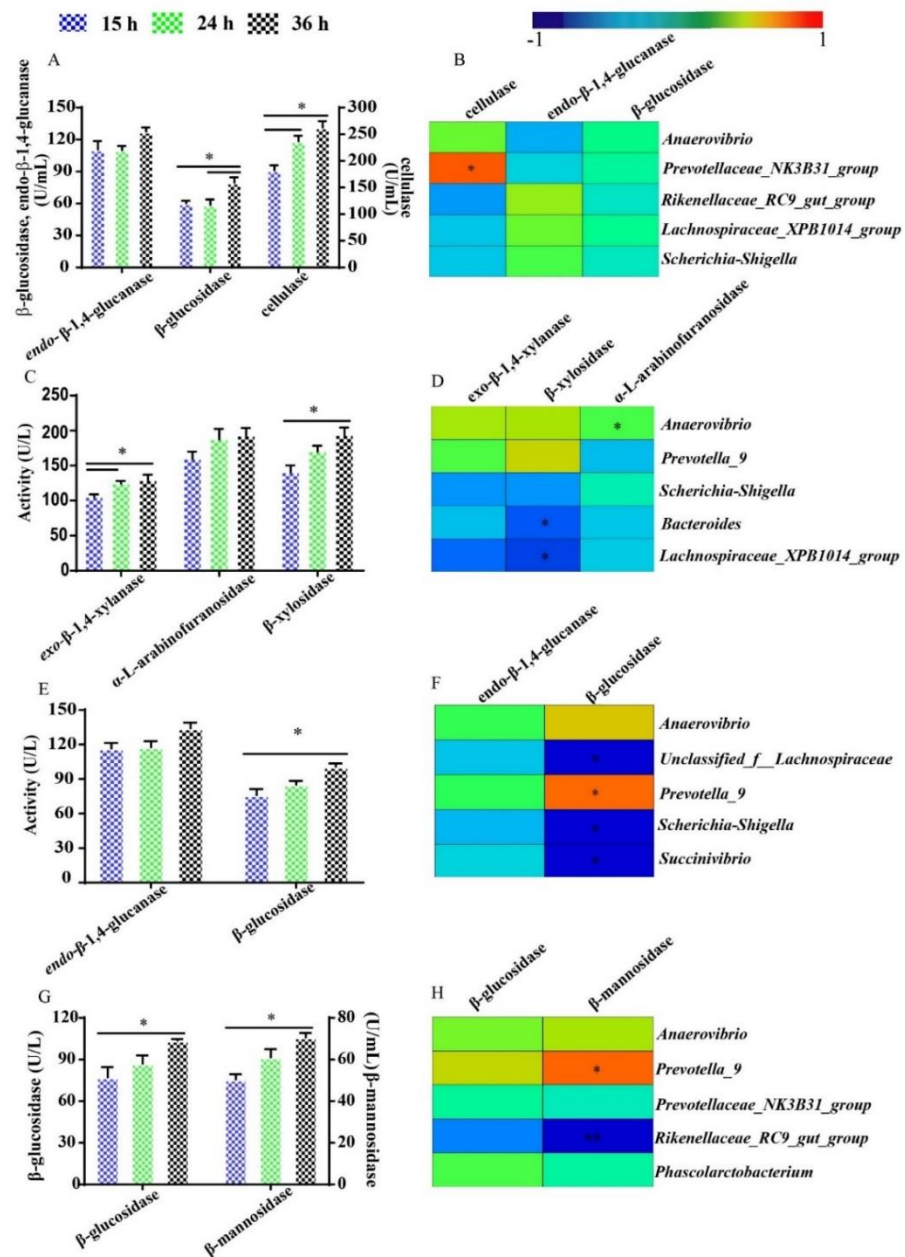 15 h 24 h 36 h
-1 1
A
β-glucosidase, endo-β-1,4-glucanase
(U/mL)
150
120
90
60
30
0
300
250
200
150
100
50
0
cellulase
(U/mL)
* *
endo-β-1,4-glucanase
β-glucosidase
cellulase
B
cellulase
endo-β-1,4-glucanase
β-glucosidase
*
Anaerovibrio
Prevotellaceae_NK3B31_group
Rikenellaceae_RC9_gut_group
Lachnospiraceae_XPB1014_group
Scherichia-Shigella
C
Activity (U/L)
250
200
150
100
50
0
* *
exo-β-1,4-xylanase
α-L-arabinofuranosidase
β-xylosidase
D
exo-β-1,4-xylanase
β-xylosidase
α-L-arabinofuranosidase
*
*
*
Anaerovibrio
Prevotella_9
Scherichia-Shigella
Bacteroides
Lachnospiraceae_XPB1014_group
E
Activity (U/L)
150
120
90
60
30
0
*
endo-β-1,4-glucanase
β-glucosidase
F
endo-β-1,4-glucanase
β-glucosidase
*
*
*
*
Anaerovibrio
Unclassified_f__Lachnospiraceae
Prevotella_9
Scherichia-Shigella
Succinivibrio
G
β-glucosidase (U/L)
120
90
60
30
0
80
60
40
20
0
(U/mL) β-mannosidase
* *
β-glucosidase
β-mannosidase
H
β-glucosidase
β-mannosidase
*
**
Anaerovibrio
Prevotella_9
Prevotellaceae_NK3B31_group
Rikenellaceae_RC9_gut_group
Phascolarctobacterium